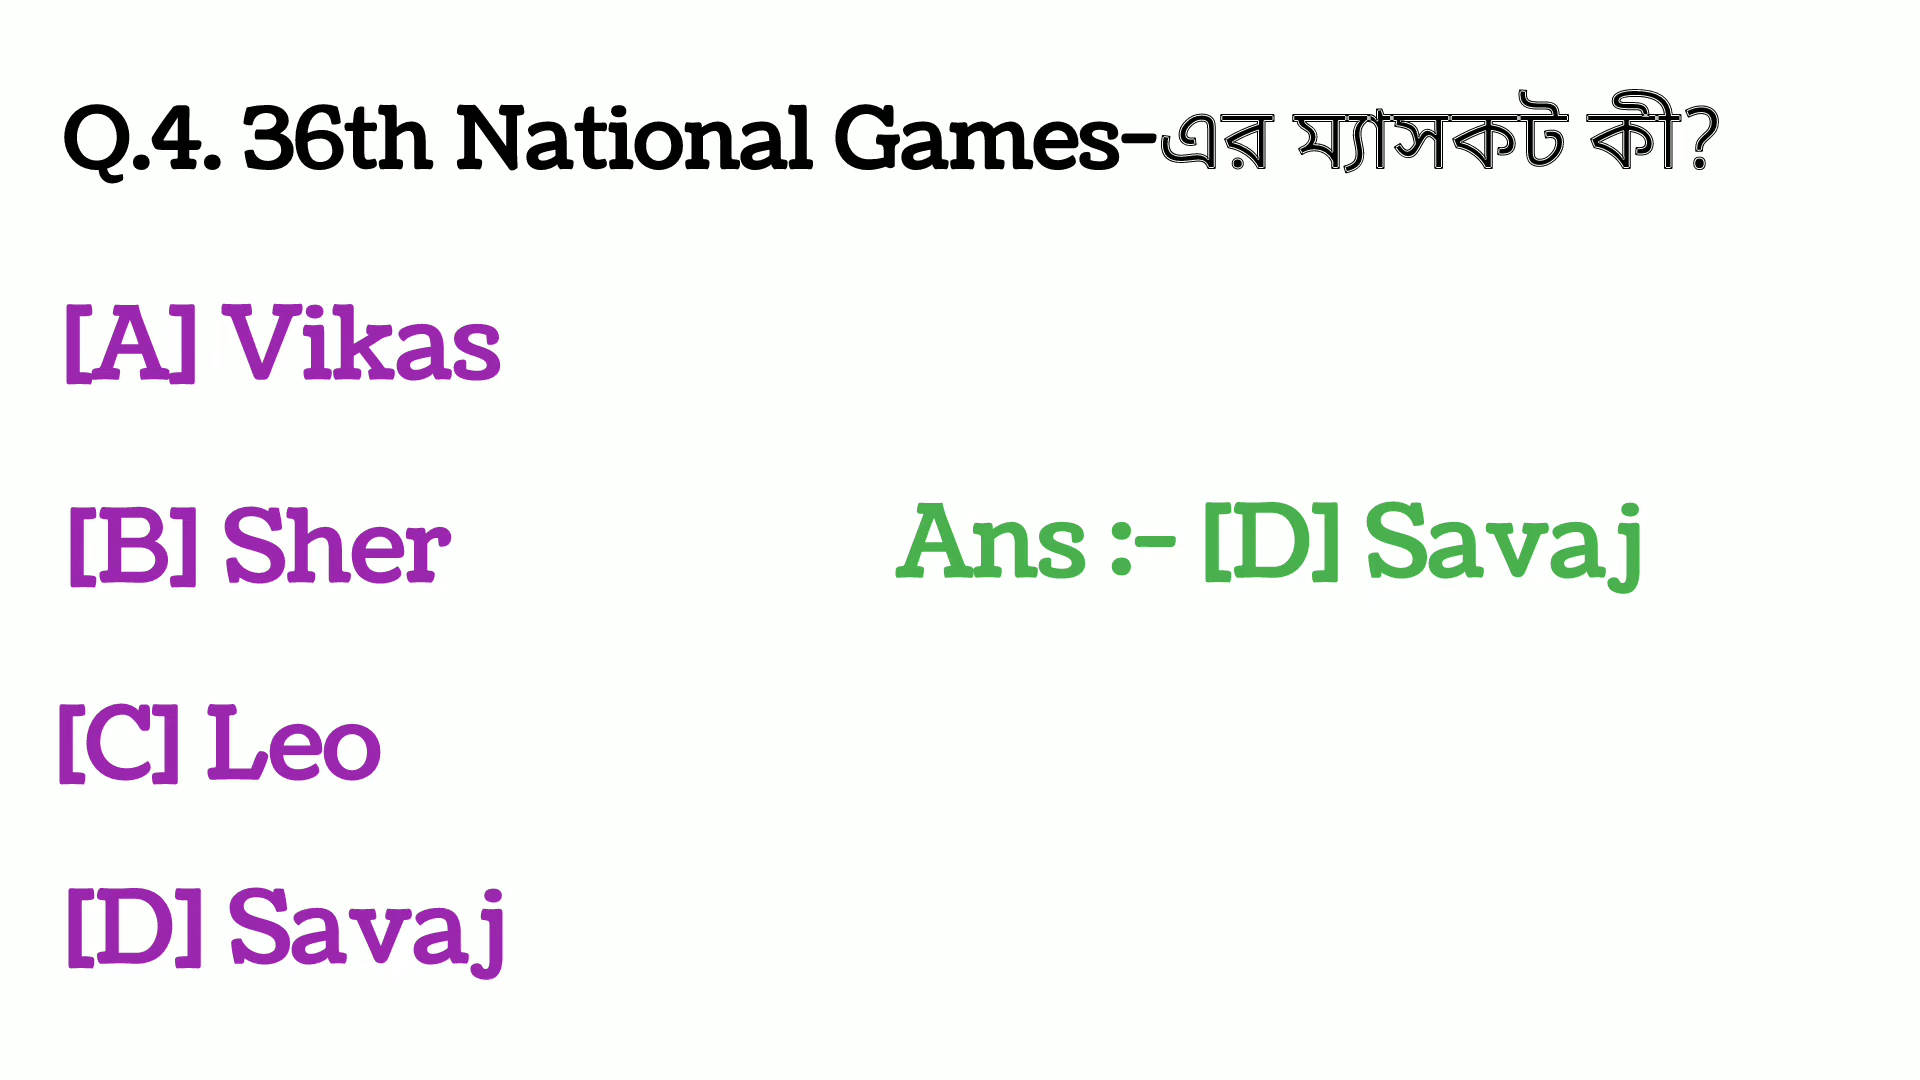 Q.4. 36th National Games-এর ম্যাসকট কী?
[A] Vikas
[B] Sher
Ans :- [D] Savaj
[C] Leo
[D] Savaj